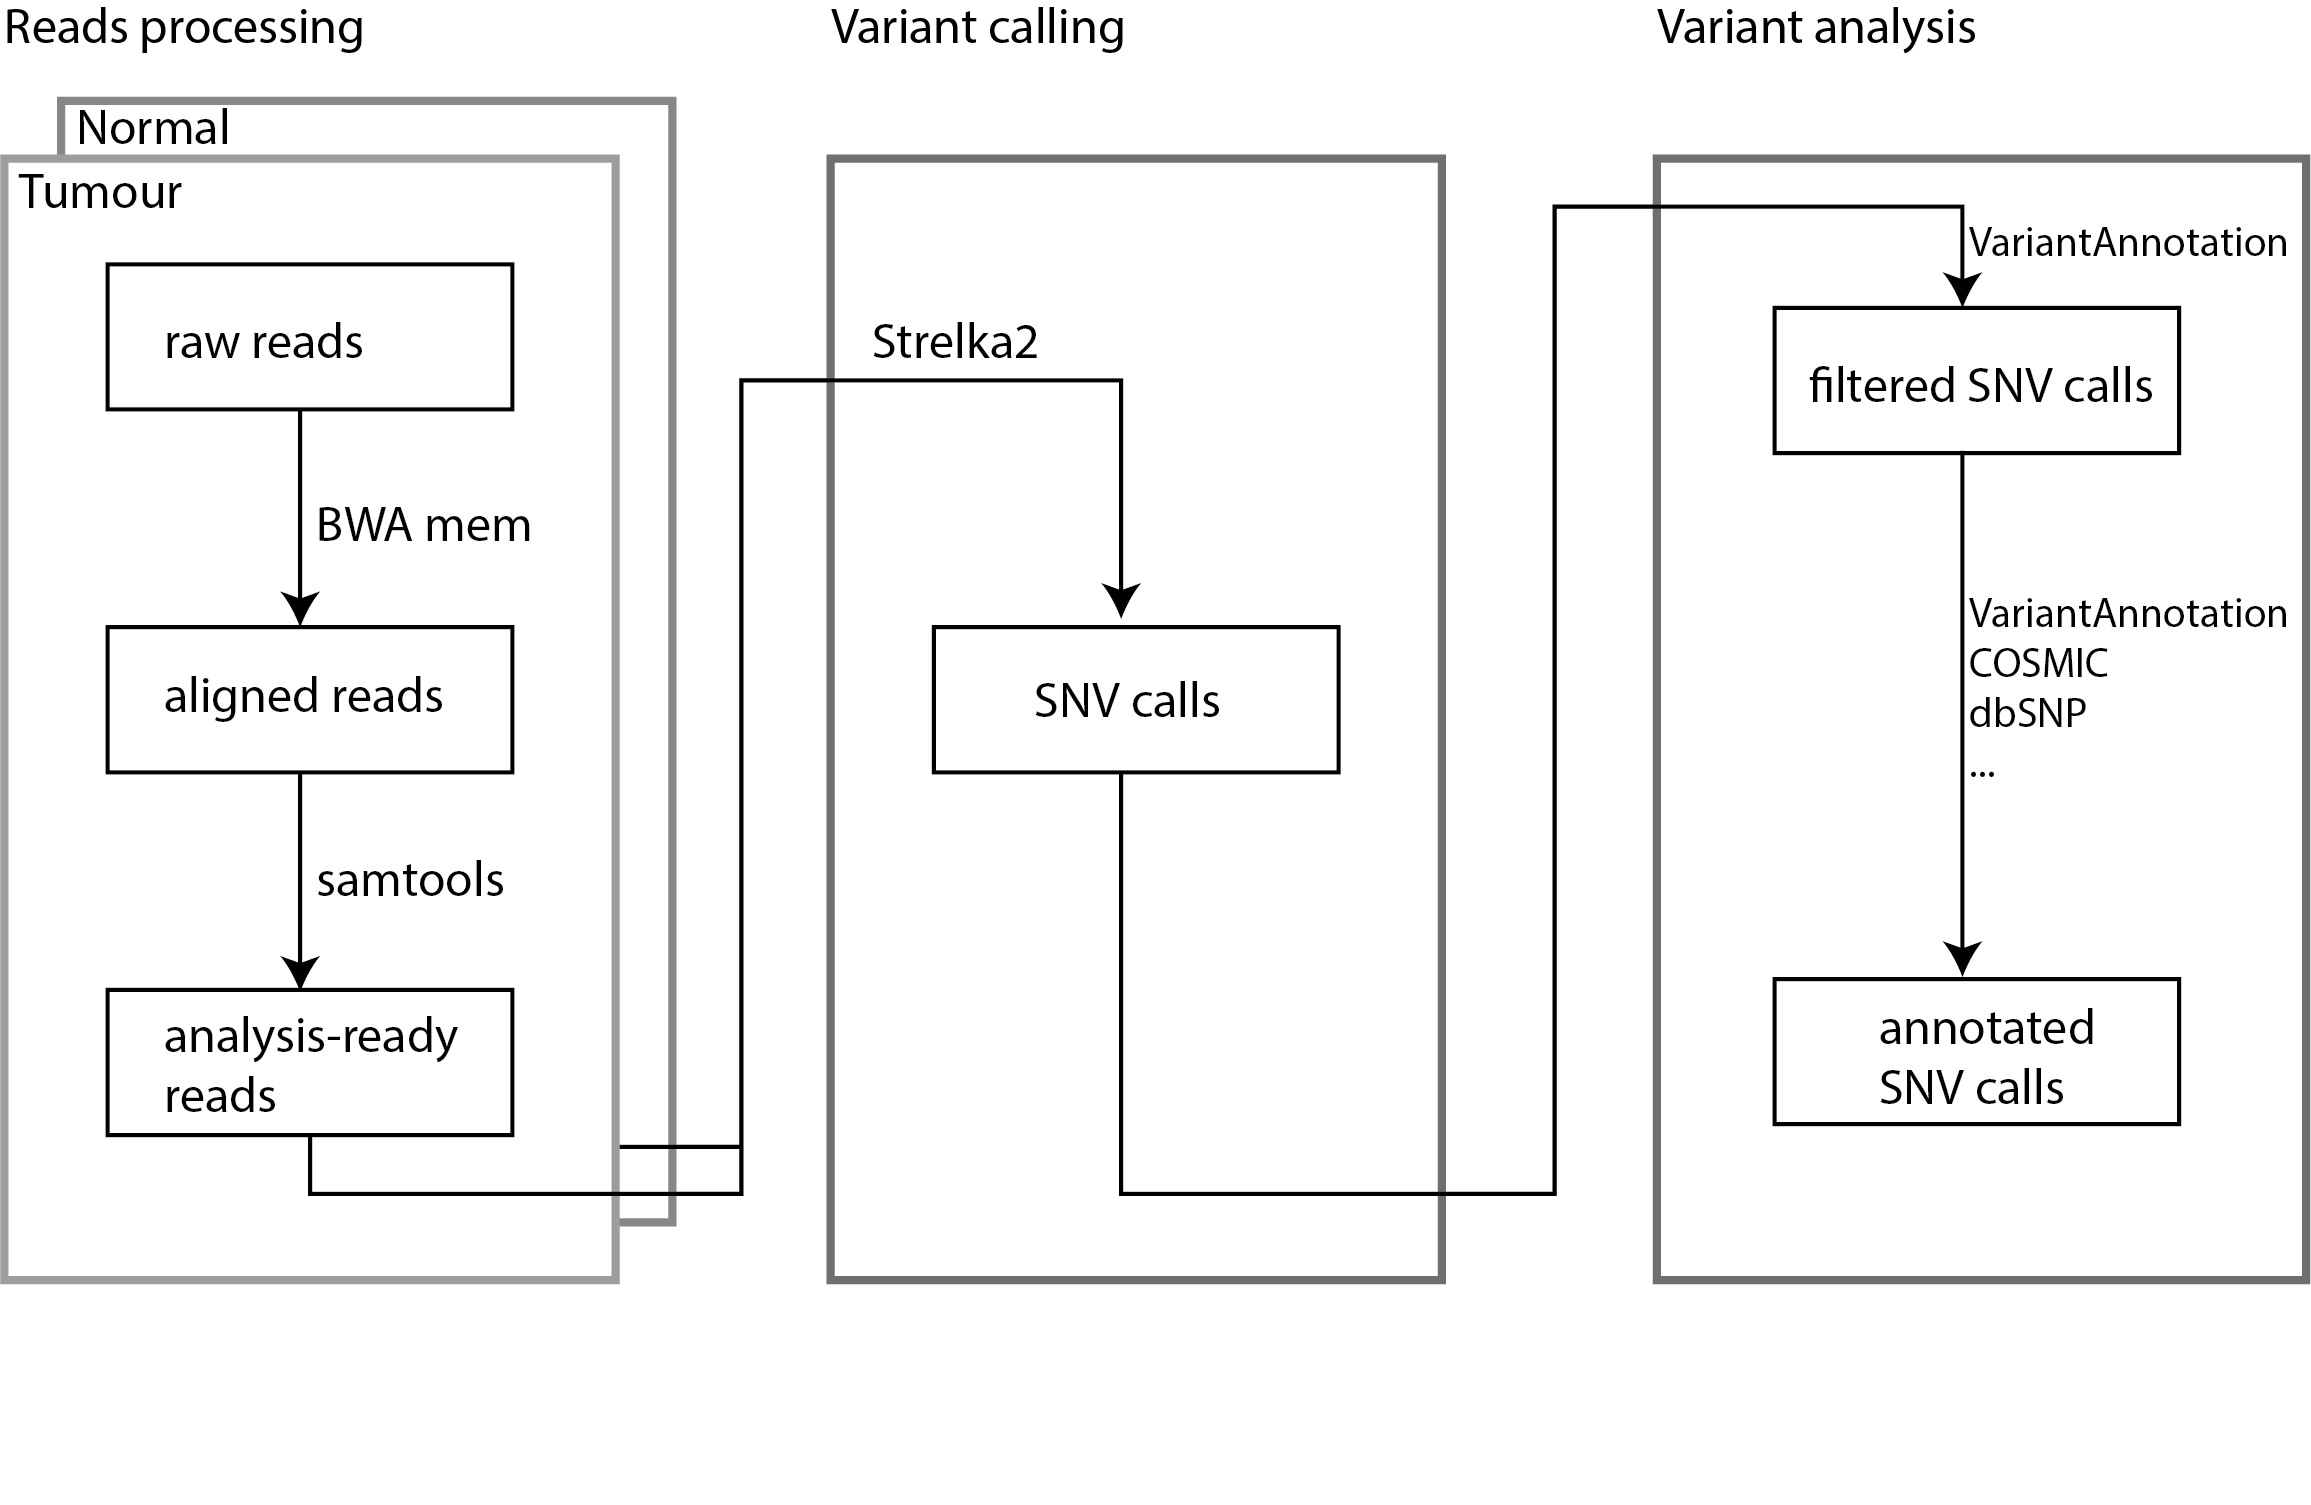 Reads processing
Normal
Tumour
raw reads
BWA mem
aligned reads
samtools
analysis-ready
reads
Variant calling
Strelka2
SNV calls
Variant analysis
VariantAnnotation
filtered SNV calls
VariantAnnotation
COSMIC
dbSNP
...
annotated
SNV calls